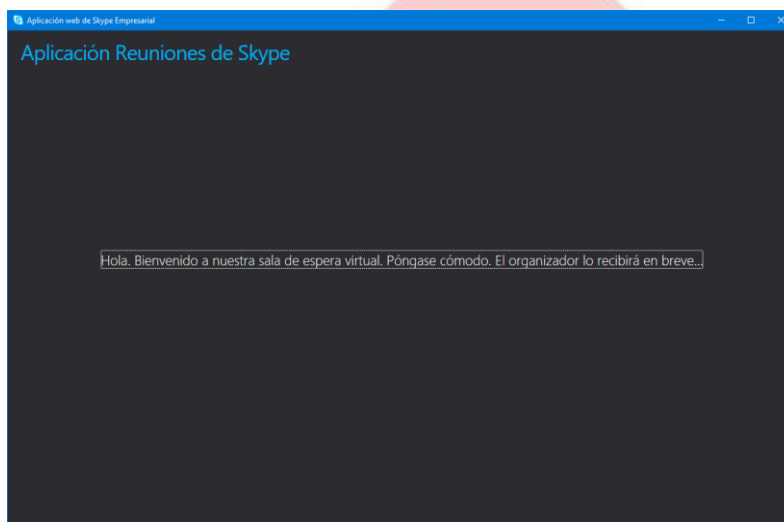 Aplicación web de Skype Empresarial
Aplicación Reuniones de Skype
Hola. Bienvenido a nuestra sala de espera virtual. Póngase cómodo. El organizador lo recibirá en breve...